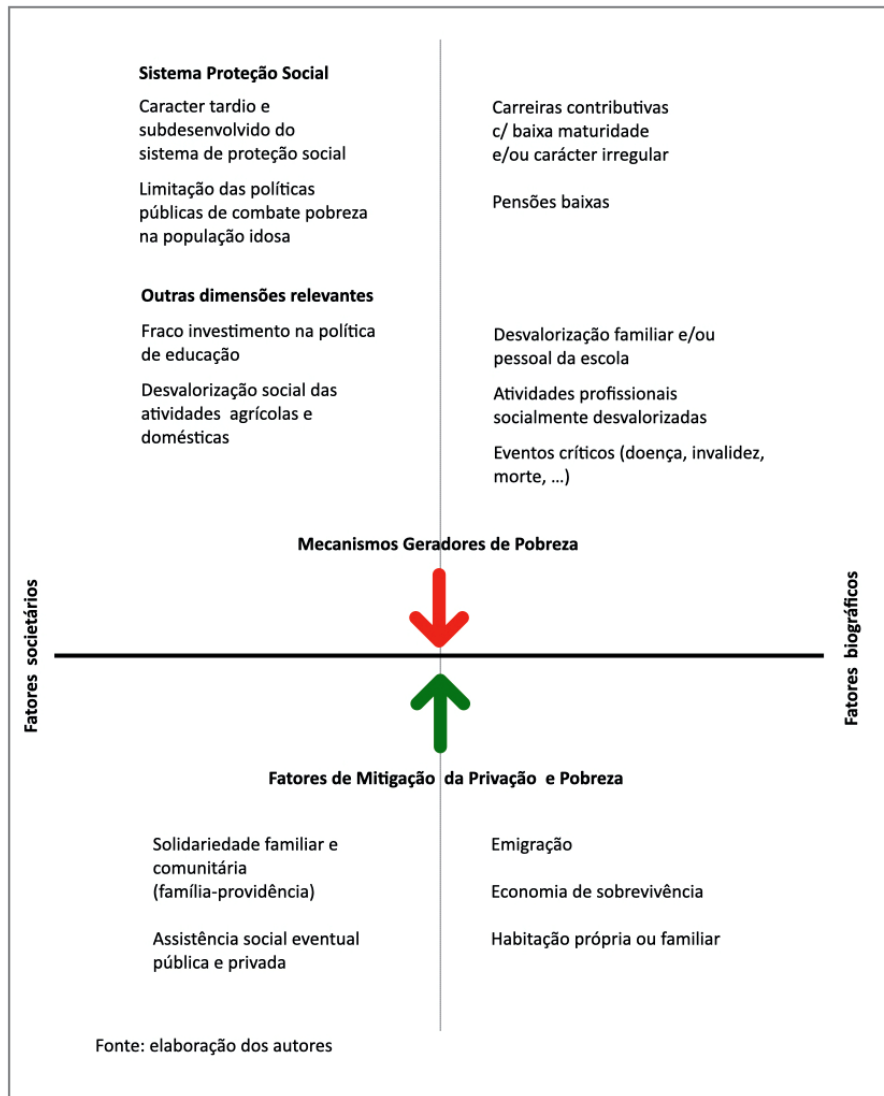 Sistema Proteção Social
Caracter tardio e
subdesenvolvido do
sistema de proteção social
Limitação das políticas
públicas de combate pobreza
na população idosa
Carreiras contributivas
c/ baixa maturidade
e/ou carácter irregular
Pensões baixas
Outras dimensões relevantes
Fraco investimento na política
de educação
Desvalorização social das
atividades agrícolas e
domésticas
Desvalorização familiar e/ou
pessoal da escola
Atividades profissionais
socialmente desvalorizadas
Eventos críticos (doença, invalidez,
morte, ...)
Mecanismos Geradores de Pobreza
Fatores societários
Fatores biográficos
Fatores de Mitigação da Privação e Pobreza
Solidariedade familiar e
comunitária
(família-providência)
Assistência social eventual
pública e privada
Emigração
Economia de sobrevivência
Habitação própria ou familiar
Fonte: elaboração dos autores